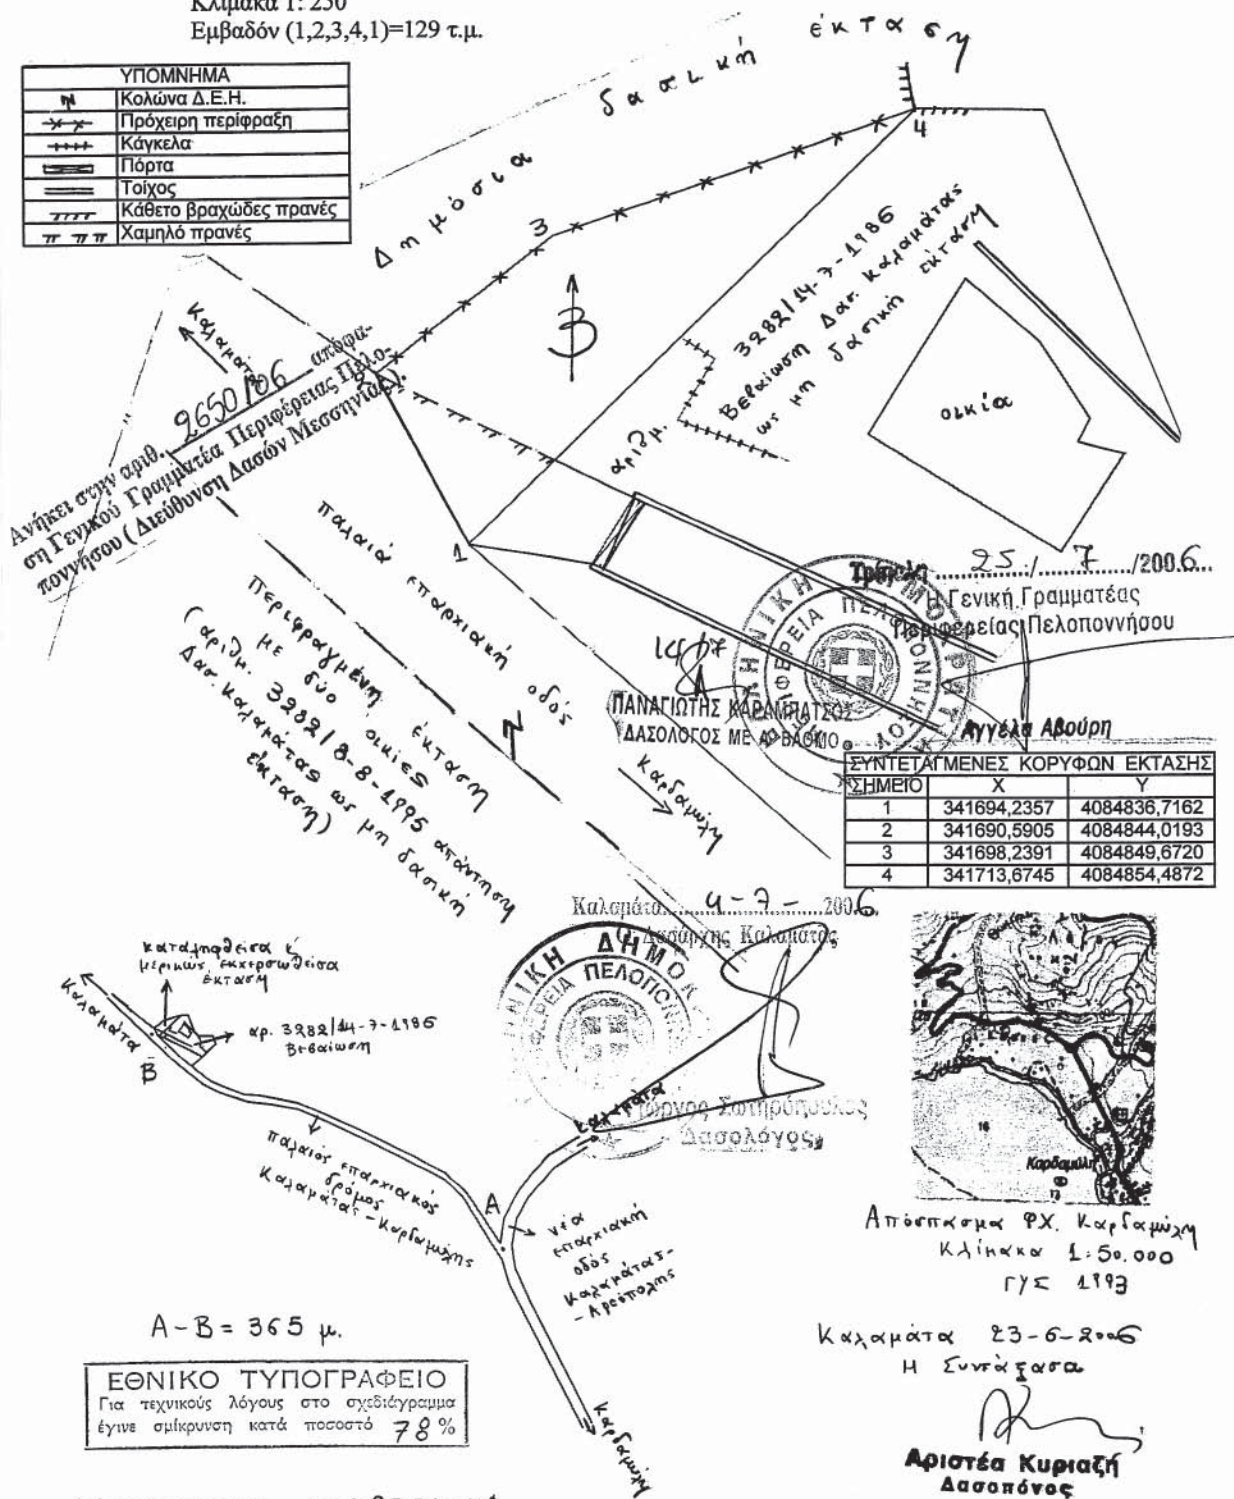 Κλίμακα 1: 250
Εμβαδόν (1,2,3,4,1)=129 τ.μ.
ΥΠΟΜΝΗΜΑ
Κολώνα Δ.Ε.Η.
Πρόχειρη περίφραξη
Κάγκελα
Πόρτα
Τοίχος
Κάθετο βραχώδες πρανές
Χαμηλό πρανές
Δημόσια δασική έκταση
4
3
2
1
Β
Καλαμάτα
Ανήκει στην αριθ. 2650/06 απόφα-
ση Γενικού Γραμματέα Περιφέρειας Πελο-
ποννήσου (Διεύθυνση Δασών Μεσσηνίας).
αριθμ. 3282/14-7-1986
Βεβαίωση Δασ. Καλαμάτας
ως μη δασική έκταση
οικία
παλαιά επαρχιακή οδός
Καρδαμύλη
Περιφραγμένη έκταση
με δύο οικίες
(αριθμ. 3282/8-8-1995 απάντηση
Δασ. Καλαμάτας ως μη δασική
έκταση)
Τρίπολη 25/7/2006
Η Γενική Γραμματέας
Περιφερείας Πελοποννήσου
Αγγέλα Αβούρη
14/07
ΠΑΝΑΓΙΩΤΗΣ ΚΑΡΑΜΠΑΤΣΟΣ
ΔΑΣΟΛΟΓΟΣ ΜΕ Α' ΒΑΘΜΟ
ΣΥΝΤΕΤΑΓΜΕΝΕΣ ΚΟΡΥΦΩΝ ΕΚΤΑΣΗΣ
ΣΗΜΕΙΟ X Y
1 341694,2357 4084836,7162
2 341690,5905 4084844,0193
3 341698,2391 4084849,6720
4 341713,6745 4084854,4872
Καλαμάτα 4-7-2006
Δασάρχης Καλαμάτας
Γιώργος Σωτηρόπουλος
Δασολόγος
καταληφθείσα κ΄
μερικώς εκχερσωθείσα
έκταση
Καλαμάτα
Β
αρ. 3282/14-7-1986
Βεβαίωση
παλαιός επαρχιακός
δρόμος
Καλαμάτας-Καρδαμύλης
Α
Καλαμάτα
νέα
επαρχιακή
οδός
Καλαμάτας-
-Αρεόπολης
Καρδαμύλη
Α-Β= 365 μ.
ΕΘΝΙΚΟ ΤΥΠΟΓΡΑΦΕΙΟ
Για τεχνικούς λόγους στο σχεδιάγραμμα
έγινε σμίκρυνση κατά ποσοστό 78%
Καρδαμύλη
Απόσπασμα ΦΧ. Καρδαμύλη
Κλίμακα 1:50.000
ΓΥΣ 1993
Καλαμάτα 23-6-2006
Η Συντάξασα
Αριστέα Κυριαζή
Δασοπόνος